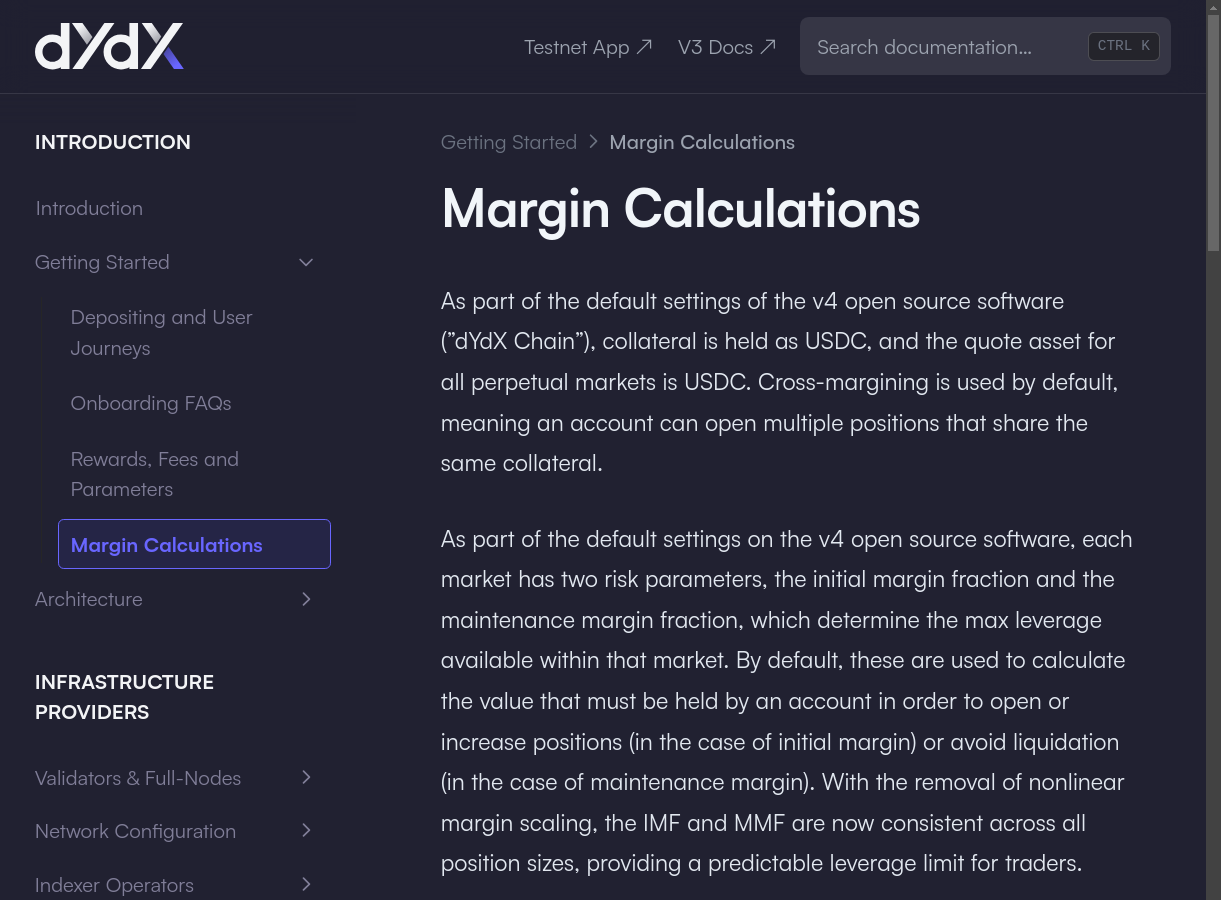 dYdX
Testnet App
V3 Docs
Search documentation...
CTRL K
INTRODUCTION
Introduction
Getting Started
Depositing and User
Journeys
Onboarding FAQs
Rewards, Fees and
Parameters
Margin Calculations
Architecture
INFRASTRUCTURE
PROVIDERS
Validators & Full-Nodes
Network Configuration
Indexer Operators
Getting Started > Margin Calculations
Margin Calculations
As part of the default settings of the v4 open source software
(”dYdX Chain”), collateral is held as USDC, and the quote asset for
all perpetual markets is USDC. Cross-margining is used by default,
meaning an account can open multiple positions that share the
same collateral.
As part of the default settings on the v4 open source software, each
market has two risk parameters, the initial margin fraction and the
maintenance margin fraction, which determine the max leverage
available within that market. By default, these are used to calculate
the value that must be held by an account in order to open or
increase positions (in the case of initial margin) or avoid liquidation
(in the case of maintenance margin). With the removal of nonlinear
margin scaling, the IMF and MMF are now consistent across all
position sizes, providing a predictable leverage limit for traders.